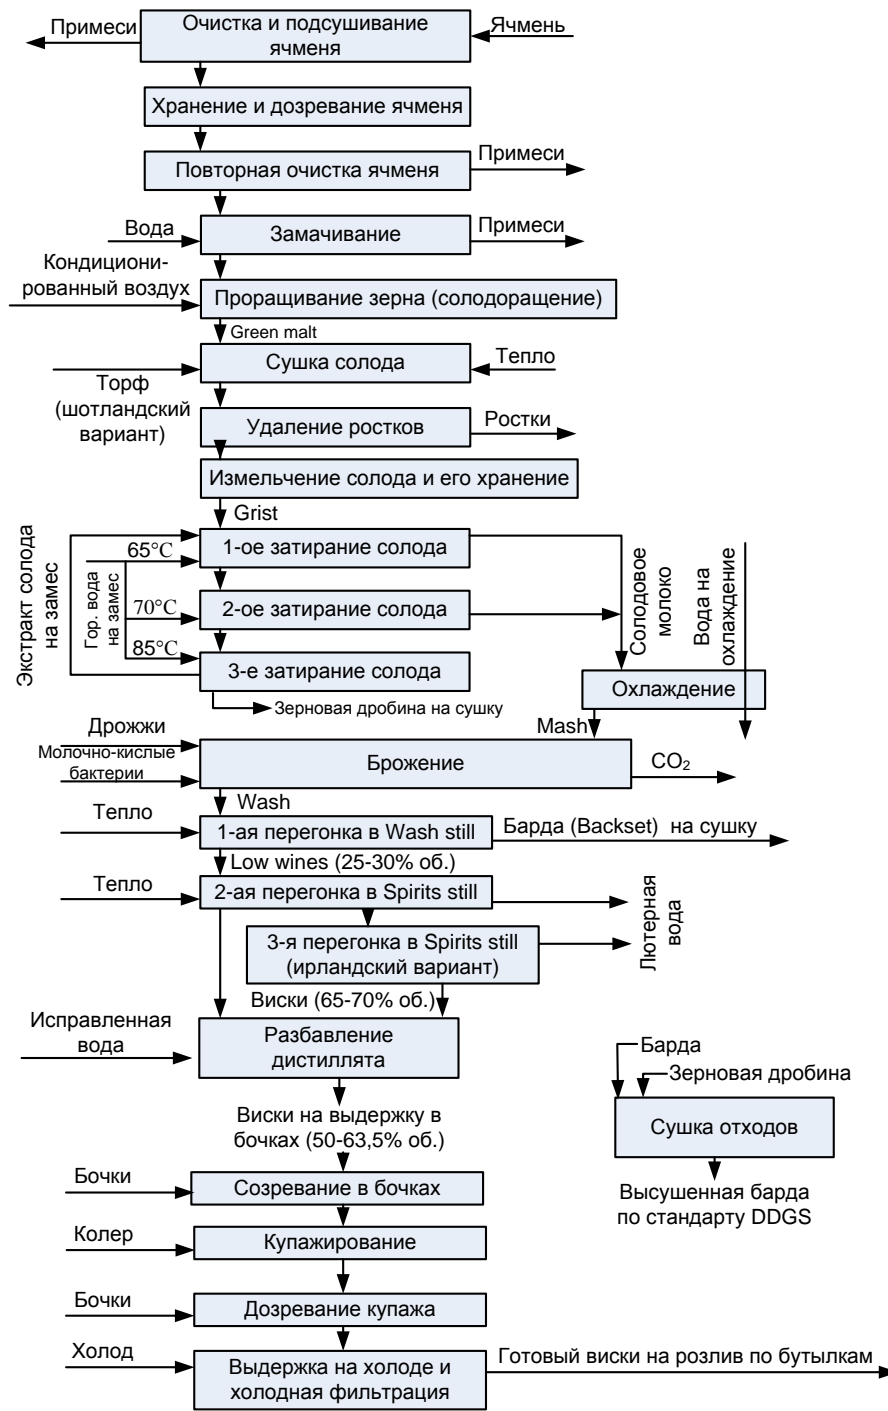 Примеси
Очистка и подсушивание
ячменя
Ячмень
Хранение и дозревание ячменя
Повторная очистка ячменя
Примеси
Вода
Замачивание
Примеси
Кондициони-
рованный воздух
Проращивание зерна (солодоращение)
Green malt
Сушка солода
Тепло
Торф
(шотландский
вариант)
Удаление ростков
Ростки
Измельчение солода и его хранение
Grist
Экстракт солода
на замес
Гор. вода
на замес
65°C
1-ое затирание солода
70°C
2-ое затирание солода
85°C
3-е затирание солода
Солодовое
молоко
Вода на
охлаждение
Охлаждение
Зерновая дробина на сушку
Mash
Дрожжи
Молочно-кислые
бактерии
Брожение
CO₂
Wash
Тепло
1-ая перегонка в Wash still
Барда (Backset) на сушку
Low wines (25-30% об.)
Тепло
2-ая перегонка в Spirits still
Лютерная
вода
3-я перегонка в Spirits still
(ирландский вариант)
Виски (65-70% об.)
Исправленная
вода
Разбавление
дистиллята
Барда
Зерновая дробина
Сушка отходов
Высушенная барда
по стандарту DDGS
Виски на выдержку в
бочках (50-63,5% об.)
Бочки
Созревание в бочках
Колер
Купажирование
Бочки
Дозревание купажа
Холод
Выдержка на холоде и
холодная фильтрация
Готовый виски на розлив по бутылкам